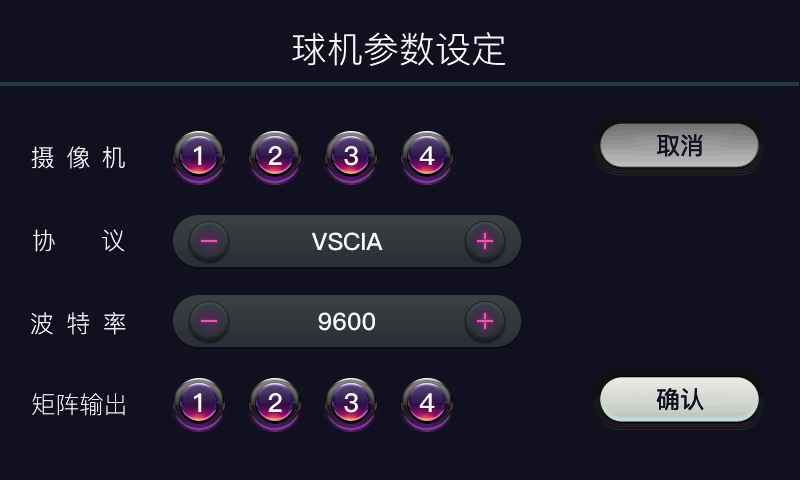 球机参数设定
摄像机 1 2 3 4 取消
协议 − VSCIA +
波特率 − 9600 +
矩阵输出 1 2 3 4 确认